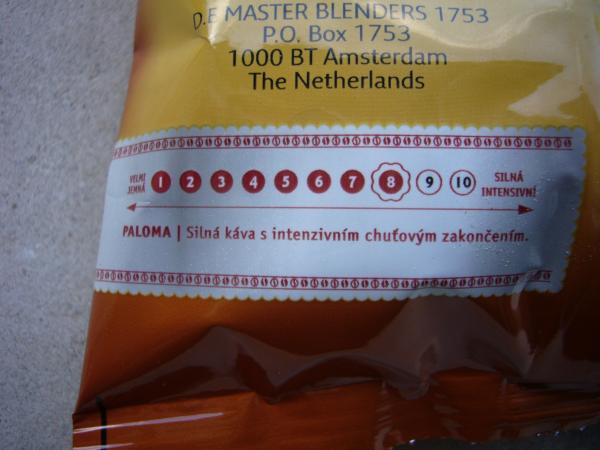 D.E MASTER BLENDERS 1753
P.O. Box 1753
1000 BT Amsterdam
The Netherlands
VELMI JEMNÁ 1 2 3 4 5 6 7 8 9 10 SILNÁ INTENSIVNÍ
PALOMA | Silná káva s intenzivním chuťovým zakončením.